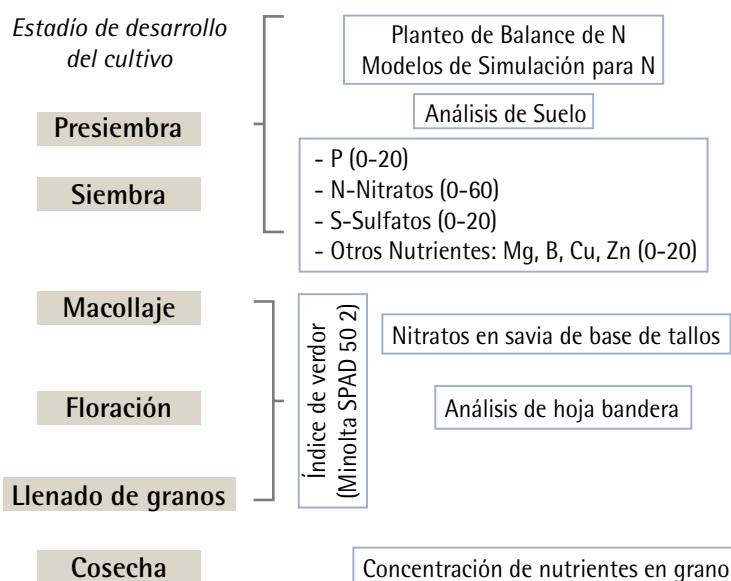 Estadío de desarrollo
del cultivo
Planteo de Balance de N
Modelos de Simulación para N
Presiembra
Análisis de Suelo
Siembra
- P (0-20)
- N-Nitratos (0-60)
- S-Sulfatos (0-20)
- Otros Nutrientes: Mg, B, Cu, Zn (0-20)
Macollaje
Índice de verdor
(Minolta SPAD 50 2)
Nitratos en savia de base de tallos
Floración
Análisis de hoja bandera
Llenado de granos
Cosecha
Concentración de nutrientes en grano